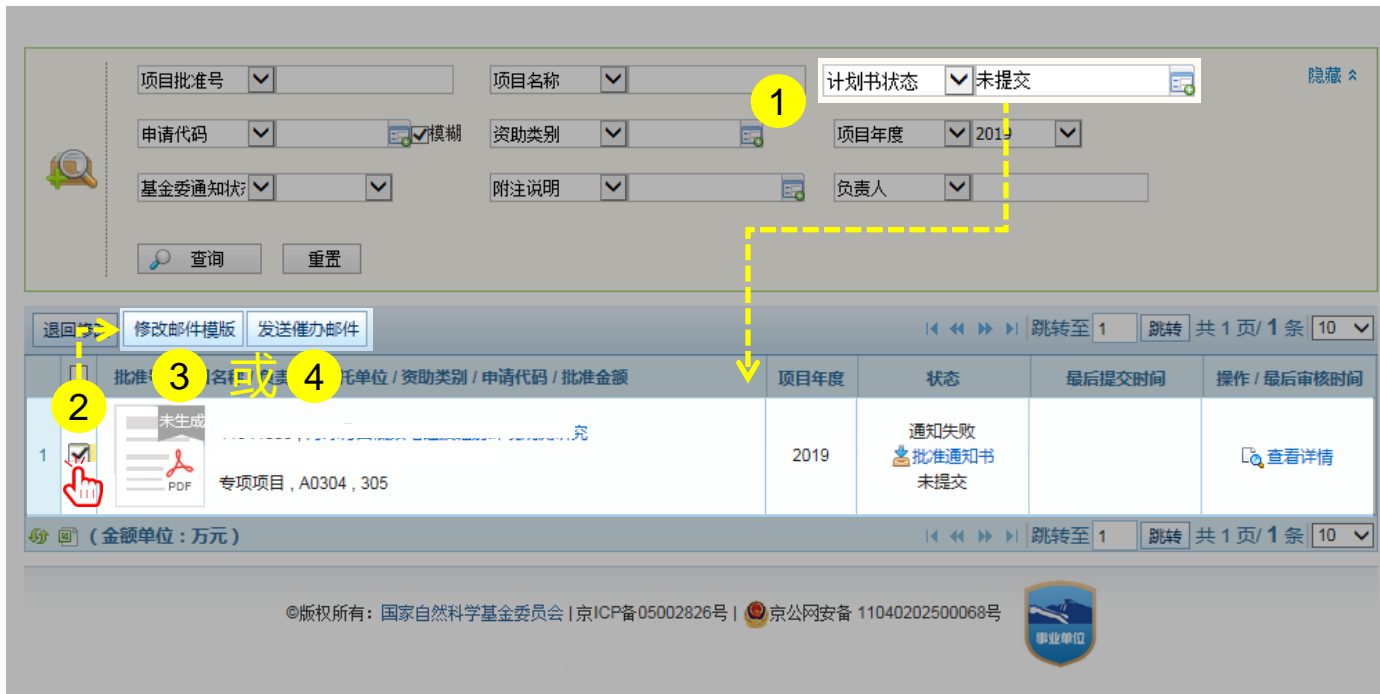 项目批准号 项目名称 1 计划书状态 未提交 隐藏
申请代码 模糊 资助类别 项目年度 2019
基金委通知状 附注说明 负责人
查询 重置
退回修改 修改邮件模版 发送催办邮件 跳转至 1 跳转 共 1 页/ 1 条 10
2 批准 3 名称 或 4 托单位 / 资助类别 / 申请代码 / 批准金额 项目年度 状态 最后提交时间 操作 / 最后审核时间
未生成 究 通知失败
1 PDF 2019 批准通知书 查看详情
专项项目 , A0304 , 305 未提交
( 金额单位：万元 ) 跳转至 1 跳转 共 1 页/ 1 条 10
©版权所有：国家自然科学基金委员会 | 京ICP备05002826号 | 京公网安备 11040202500068号
事业单位